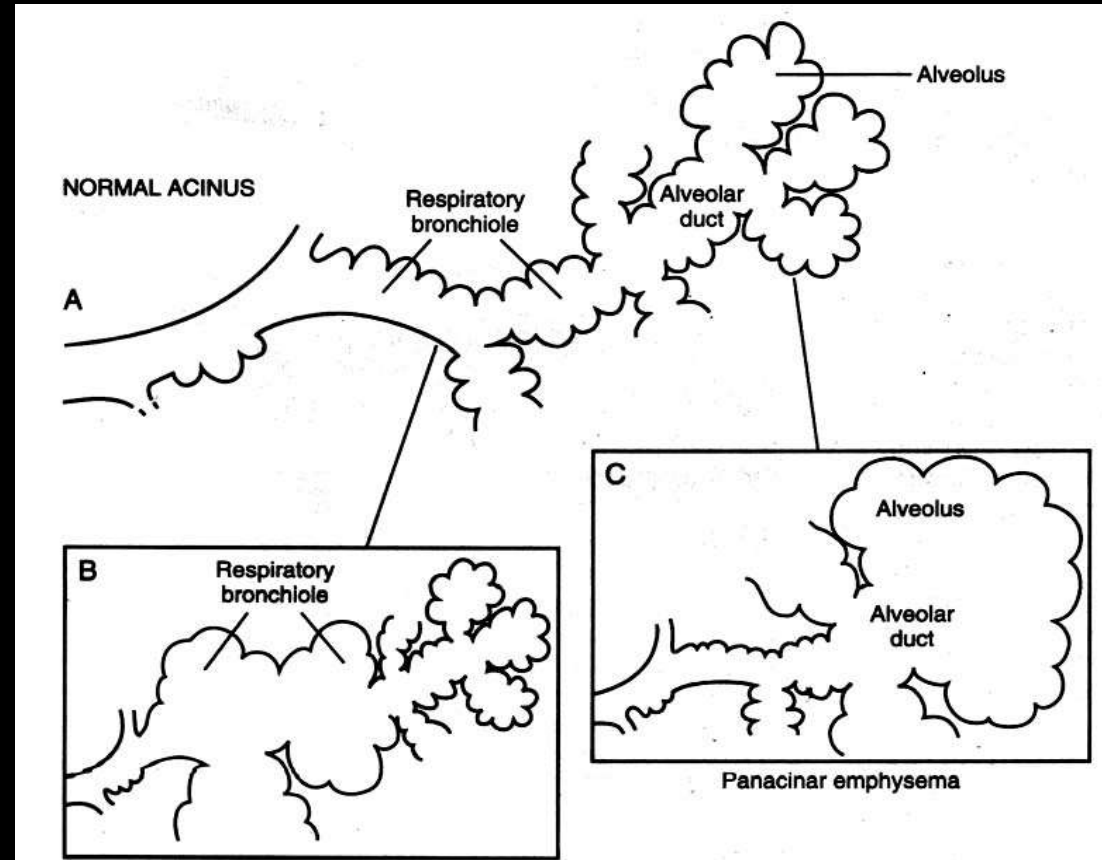 Alveolus
NORMAL ACINUS
Respiratory
bronchiole
Alveolar
duct
A
B
Respiratory
bronchiole
C
Alveolus
Alveolar
duct
Panacinar emphysema